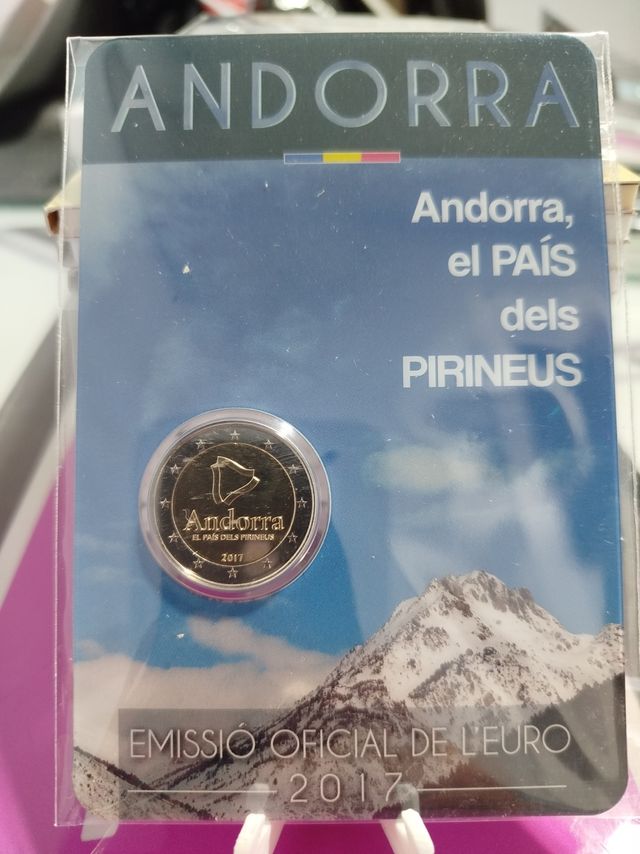 ANDORRA
Andorra,
el PAÍS
dels
PIRINEUS
Andorra
EL PAÍS DELS PIRINEUS
2017
EMISSIÓ OFICIAL DE L'EURO
2017